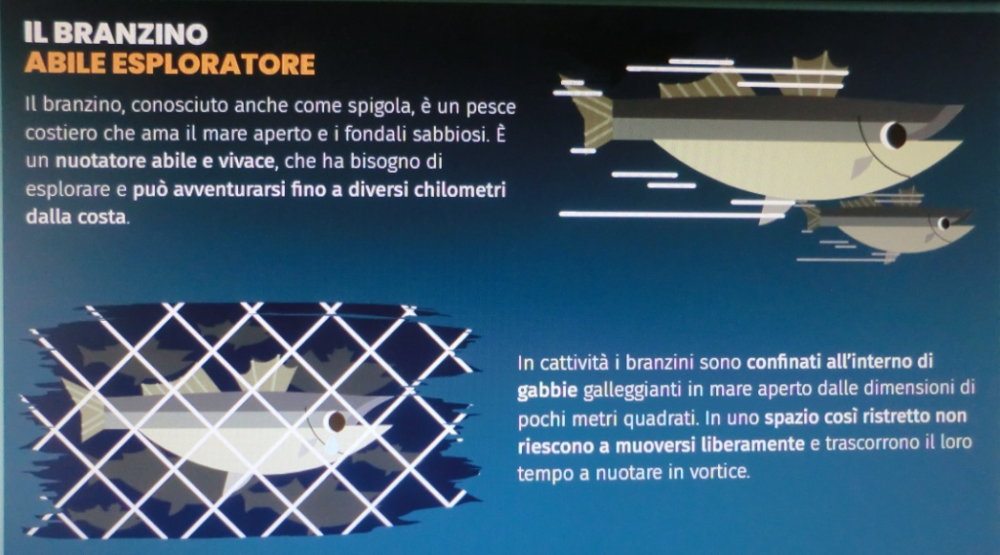 IL BRANZINO
ABILE ESPLORATORE
Il branzino, conosciuto anche come spigola, è un pesce
costiero che ama il mare aperto e i fondali sabbiosi. È
un nuotatore abile e vivace, che ha bisogno di
esplorare e può avventurarsi fino a diversi chilometri
dalla costa.
In cattività i branzini sono confinati all'interno di
gabbie galleggianti in mare aperto dalle dimensioni di
pochi metri quadrati. In uno spazio così ristretto non
riescono a muoversi liberamente e trascorrono il loro
tempo a nuotare in vortice.